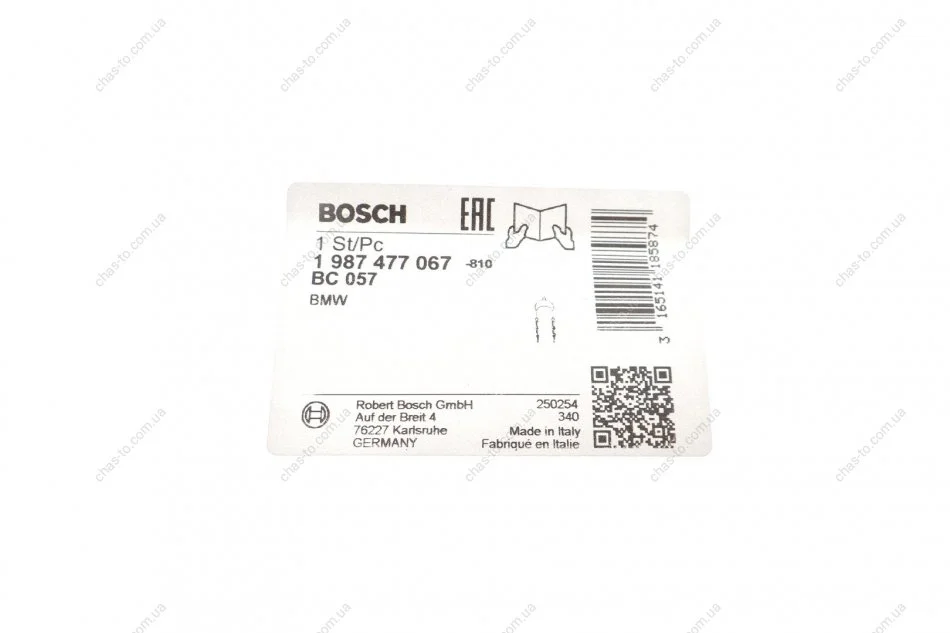 BOSCH
EAC
1 St/Pc
1 987 477 067 -810
BC 057
BMW
3 165141 185874
Robert Bosch GmbH
Auf der Breit 4
76227 Karlsruhe
GERMANY
250254
340
Made in Italy
Fabriqué en Italie
chas-to.com.ua